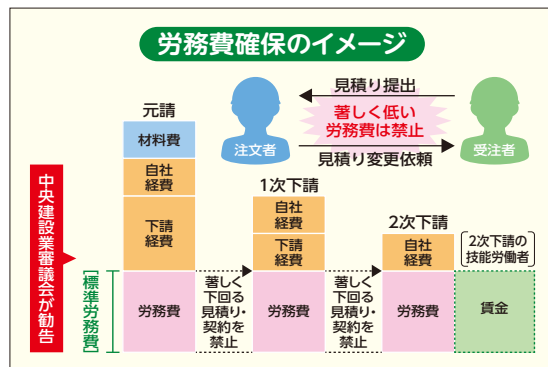 労務費確保のイメージ
見積り提出
著しく低い
労務費は禁止
見積り変更依頼
注文者
受注者
元請
材料費
自社
経費
下請
経費
労務費
1次下請
自社
経費
下請
経費
労務費
2次下請
自社
経費
労務費
2次下請の
技能労働者
賃金
著しく
下回る
見積り・
契約を
禁止
著しく
下回る
見積り・
契約を
禁止
中央建設業審議会が勧告
[標準労務費]